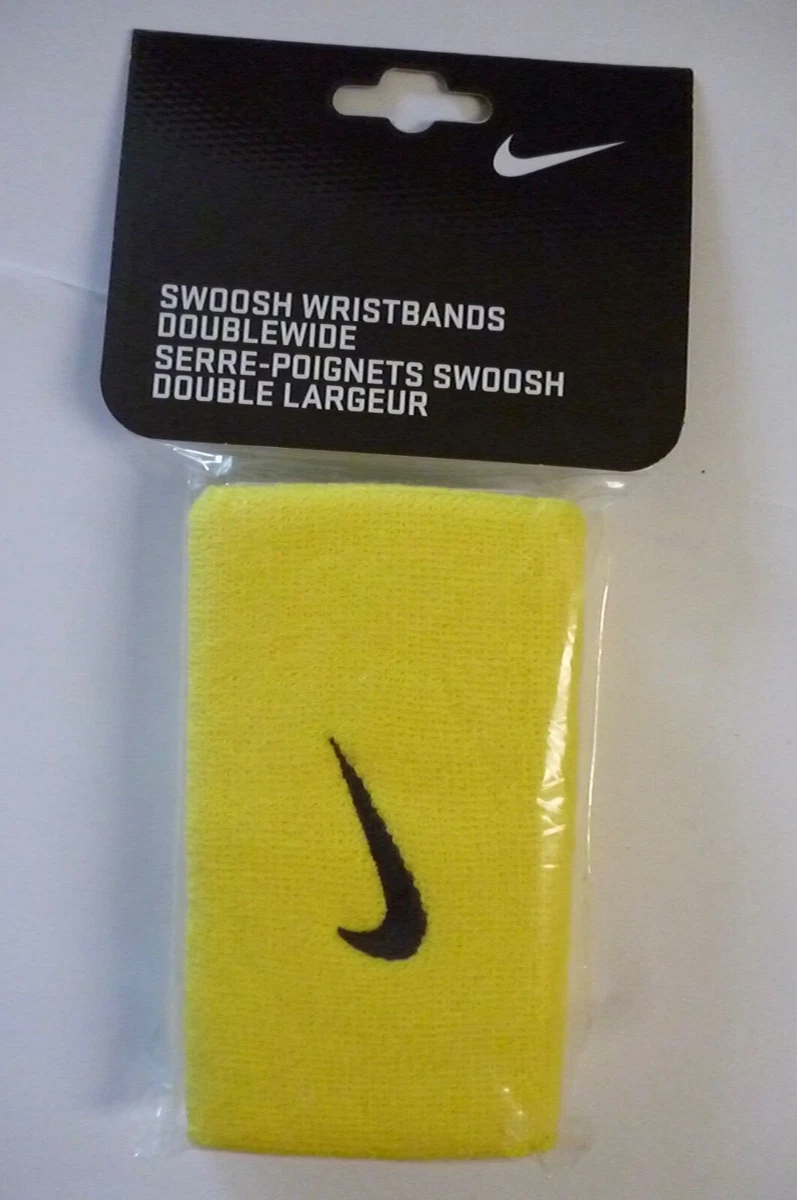 SWOOSH WRISTBANDS
DOUBLEWIDE
SERRE-POIGNETS SWOOSH
DOUBLE LARGEUR